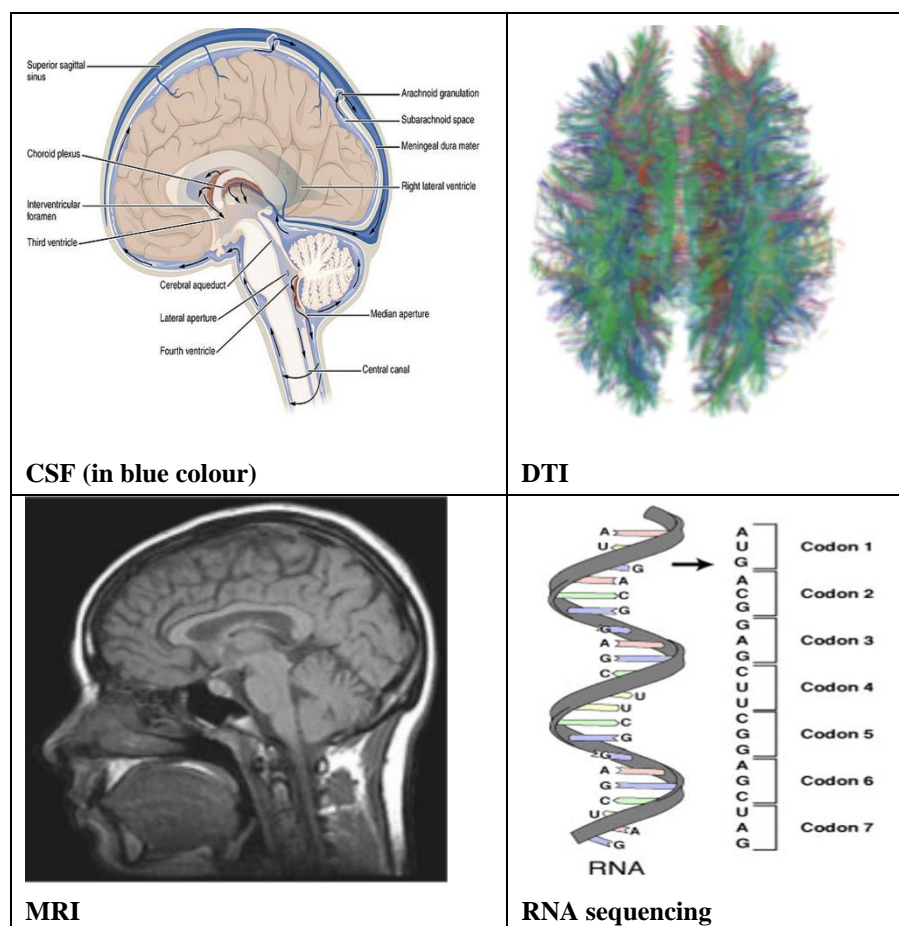 Superior sagittal
sinus
Choroid plexus
Interventricular
foramen
Third ventricle
Cerebral aqueduct
Lateral aperture
Fourth ventricle
Arachnoid granulation
Subarachnoid space
Meningeal dura mater
Right lateral ventricle
Median aperture
Central canal
CSF (in blue colour)
DTI
MRI
A
U
G
A
C
G
G
A
G
C
U
U
C
G
G
A
G
C
U
A
G
RNA
A
U
G
A
C
G
G
A
G
C
U
U
C
G
G
A
G
C
U
A
G
Codon 1
Codon 2
Codon 3
Codon 4
Codon 5
Codon 6
Codon 7
RNA sequencing